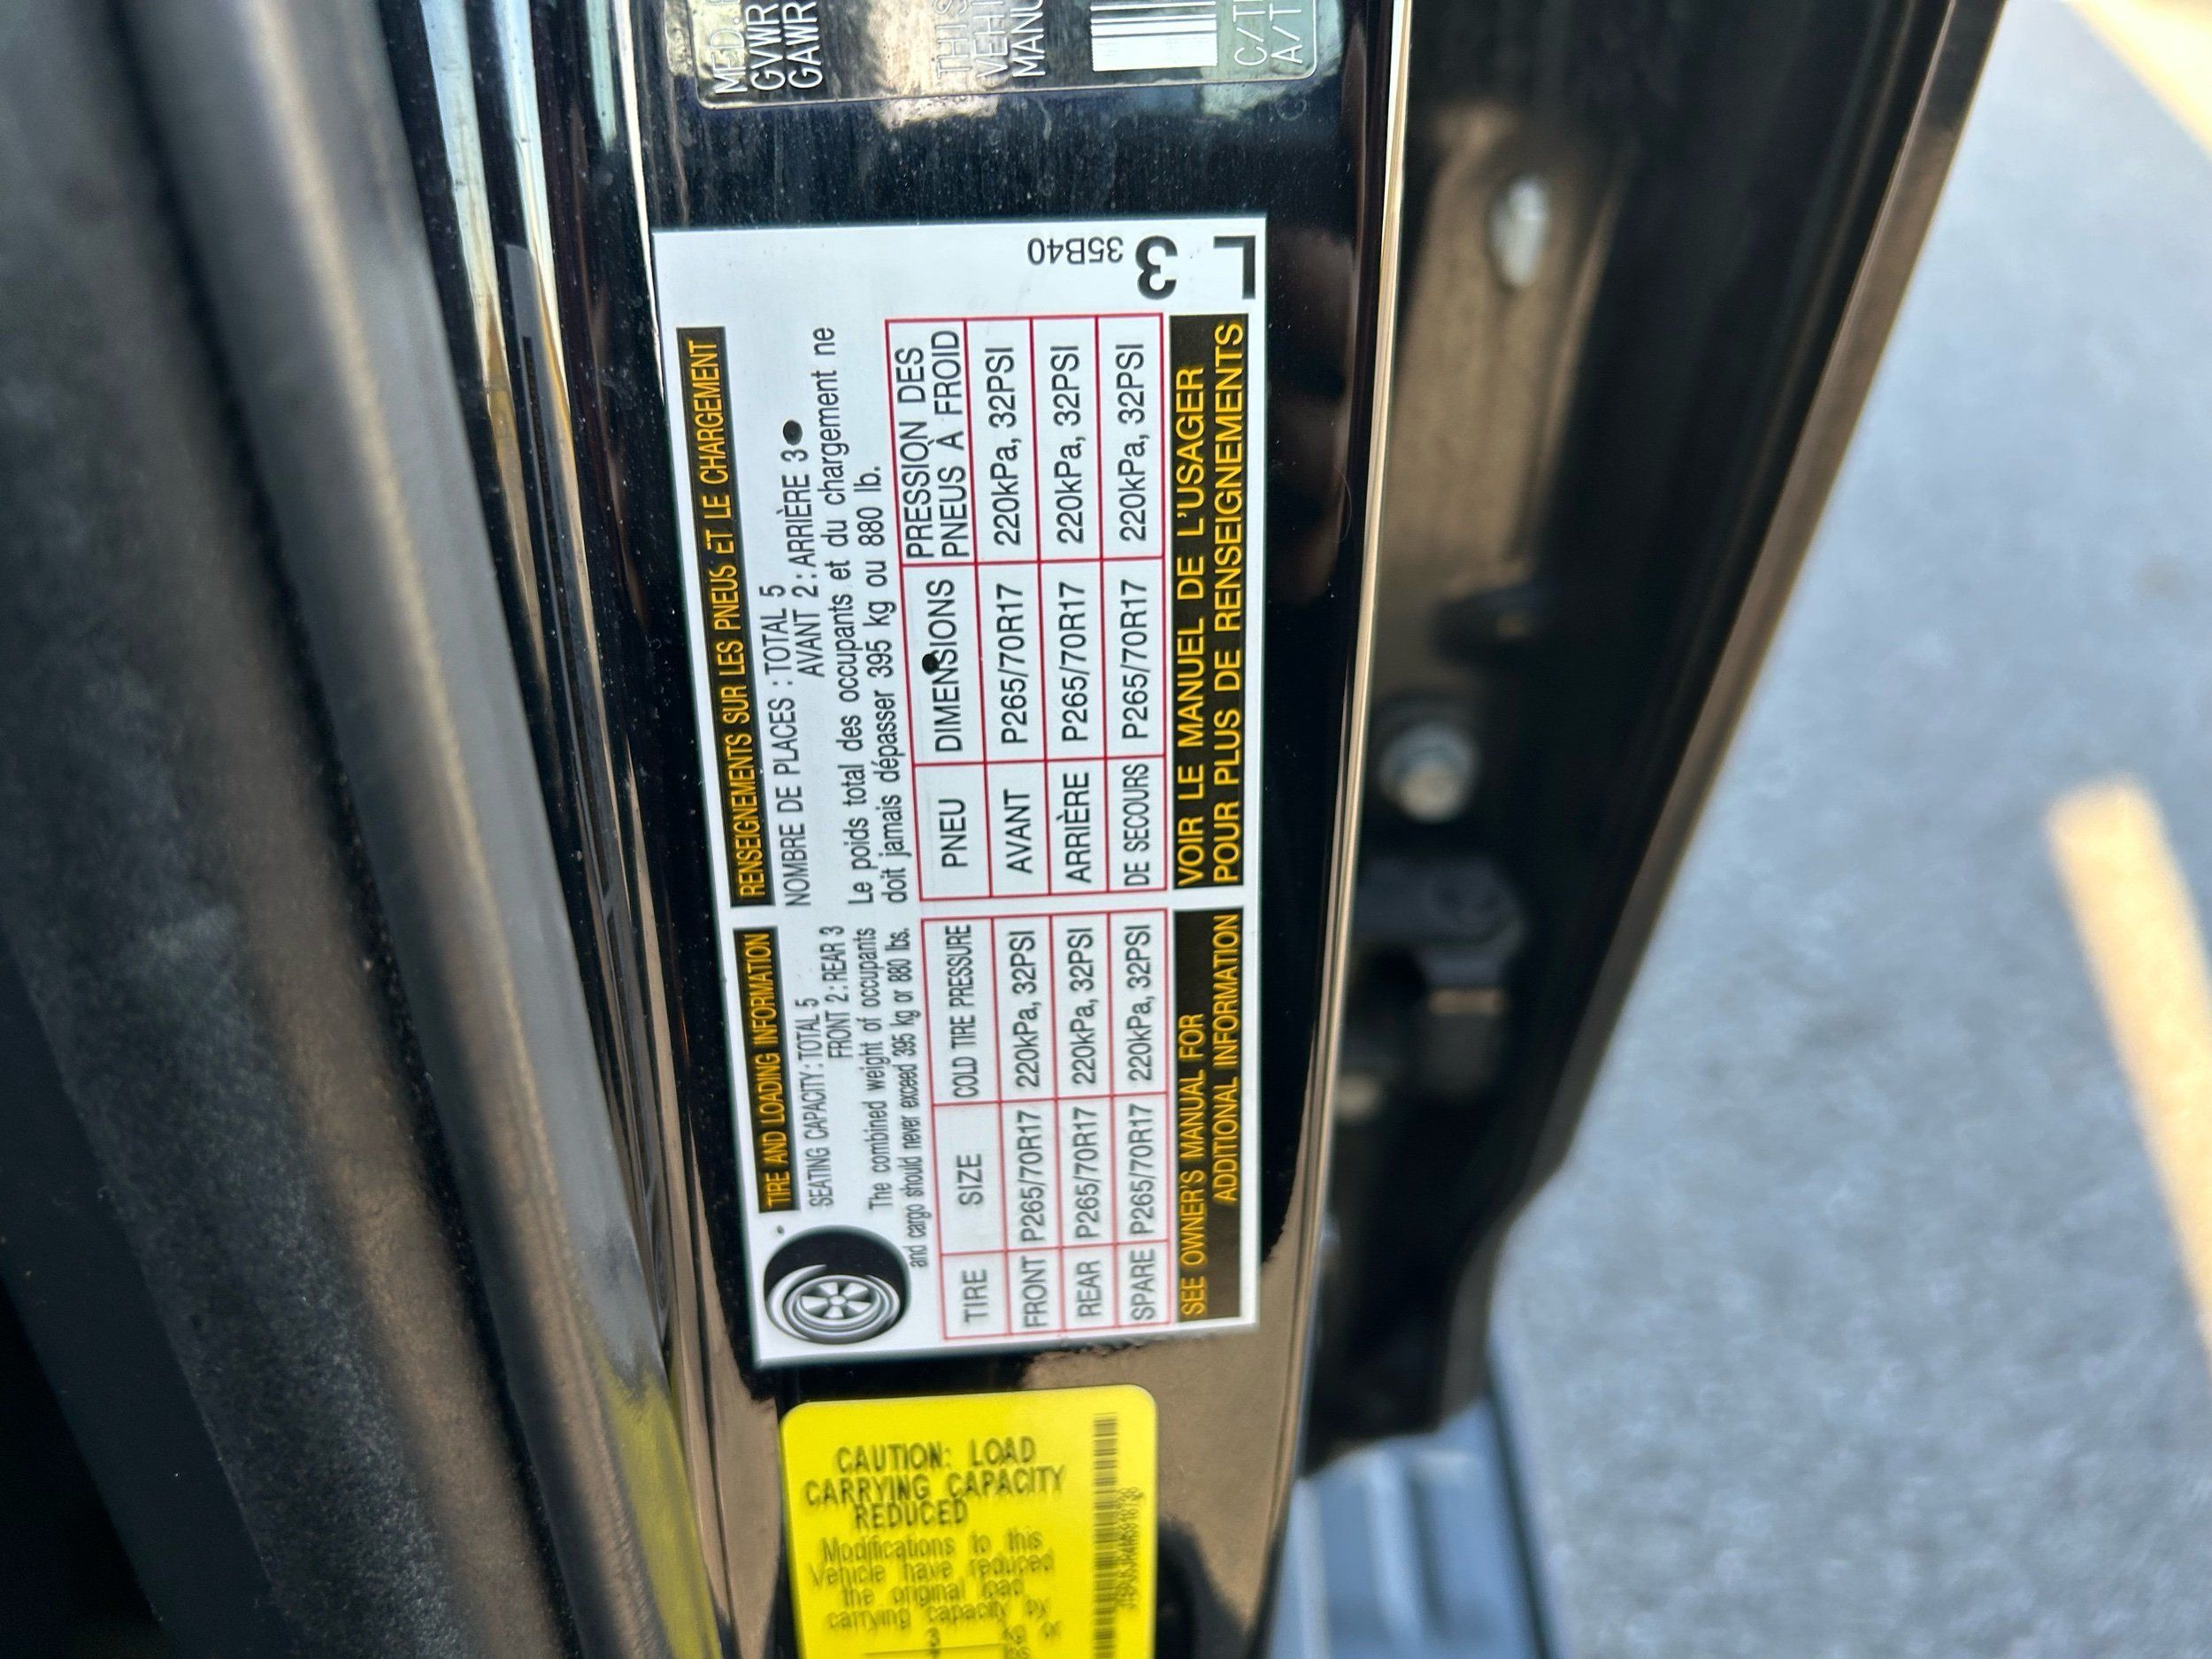 TIRE AND LOADING INFORMATION
SEATING CAPACITY: TOTAL 5
FRONT 2: REAR 3
The combined weight of occupants
and cargo should never exceed 395 kg or 880 lbs.
TIRE SIZE COLD TIRE PRESSURE
FRONT P265/70R17 220kPa, 32PSI
REAR P265/70R17 220kPa, 32PSI
SPARE P265/70R17 220kPa, 32PSI
SEE OWNER'S MANUAL FOR
ADDITIONAL INFORMATION
RENSEIGNEMENTS SUR LES PNEUS ET LE CHARGEMENT
NOMBRE DE PLACES : TOTAL 5
AVANT 2 : ARRIÈRE 3
Le poids total des occupants et du chargement ne
doit jamais dépasser 395 kg ou 880 lb.
PNEU DIMENSIONS PRESSION DES PNEUS À FROID
AVANT P265/70R17 220kPa, 32PSI
ARRIÈRE P265/70R17 220kPa, 32PSI
DE SECOURS P265/70R17 220kPa, 32PSI
VOIR LE MANUEL DE L'USAGER
POUR PLUS DE RENSEIGNEMENTS
35B40
3
L
GVWR
GAWR
C/T
A/T
CAUTION: LOAD
CARRYING CAPACITY
REDUCED
Modifications to this
Vehicle have reduced
the original load
carrying capacity by
3 kg or